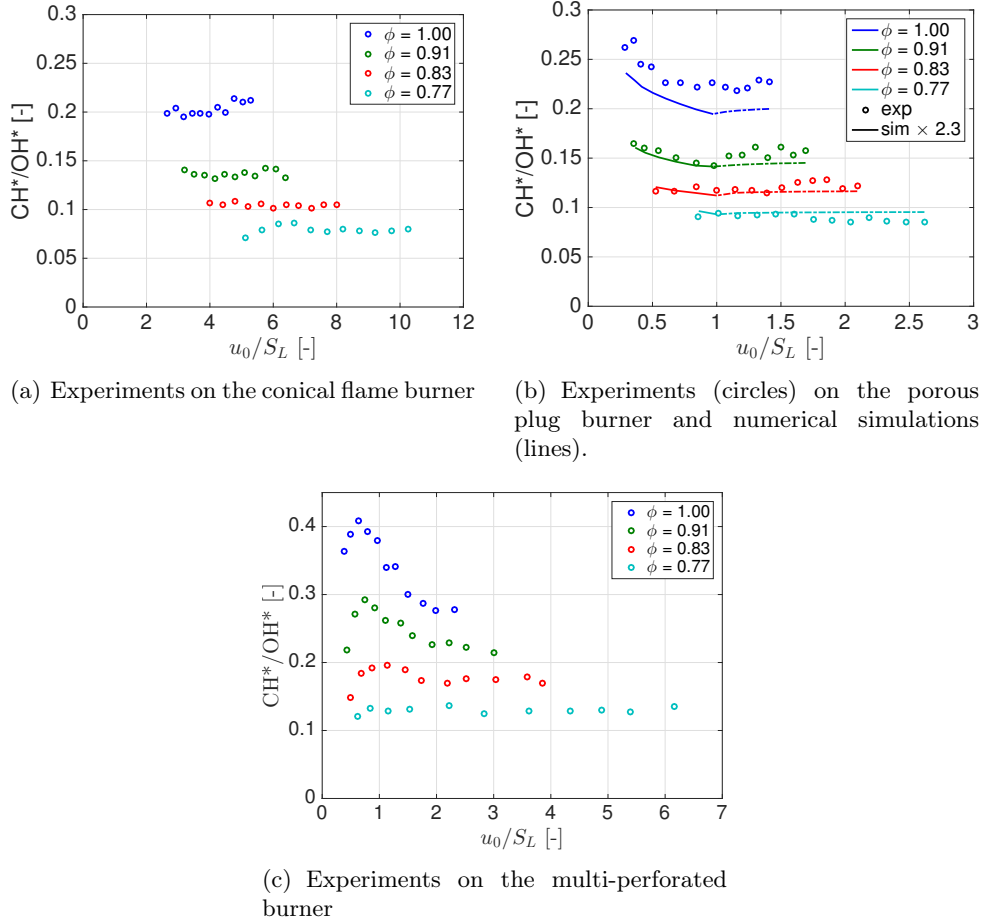 0.3
0.25
0.2
0.15
0.1
0.05
0
CH*/OH* [-]
ϕ = 1.00
ϕ = 0.91
ϕ = 0.83
ϕ = 0.77
0 2 4 6 8 10 12
u₀/S_L [-]
(a) Experiments on the conical flame burner
0.3
0.25
0.2
0.15
0.1
0.05
0
CH*/OH* [-]
ϕ = 1.00
ϕ = 0.91
ϕ = 0.83
ϕ = 0.77
exp
sim × 2.3
0 0.5 1 1.5 2 2.5 3
u₀/S_L [-]
(b) Experiments (circles) on the porous
plug burner and numerical simulations
(lines).
0.4
0.3
0.2
0.1
0
CH*/OH* [-]
ϕ = 1.00
ϕ = 0.91
ϕ = 0.83
ϕ = 0.77
0 1 2 3 4 5 6 7
u₀/S_L [-]
(c) Experiments on the multi-perforated
burner